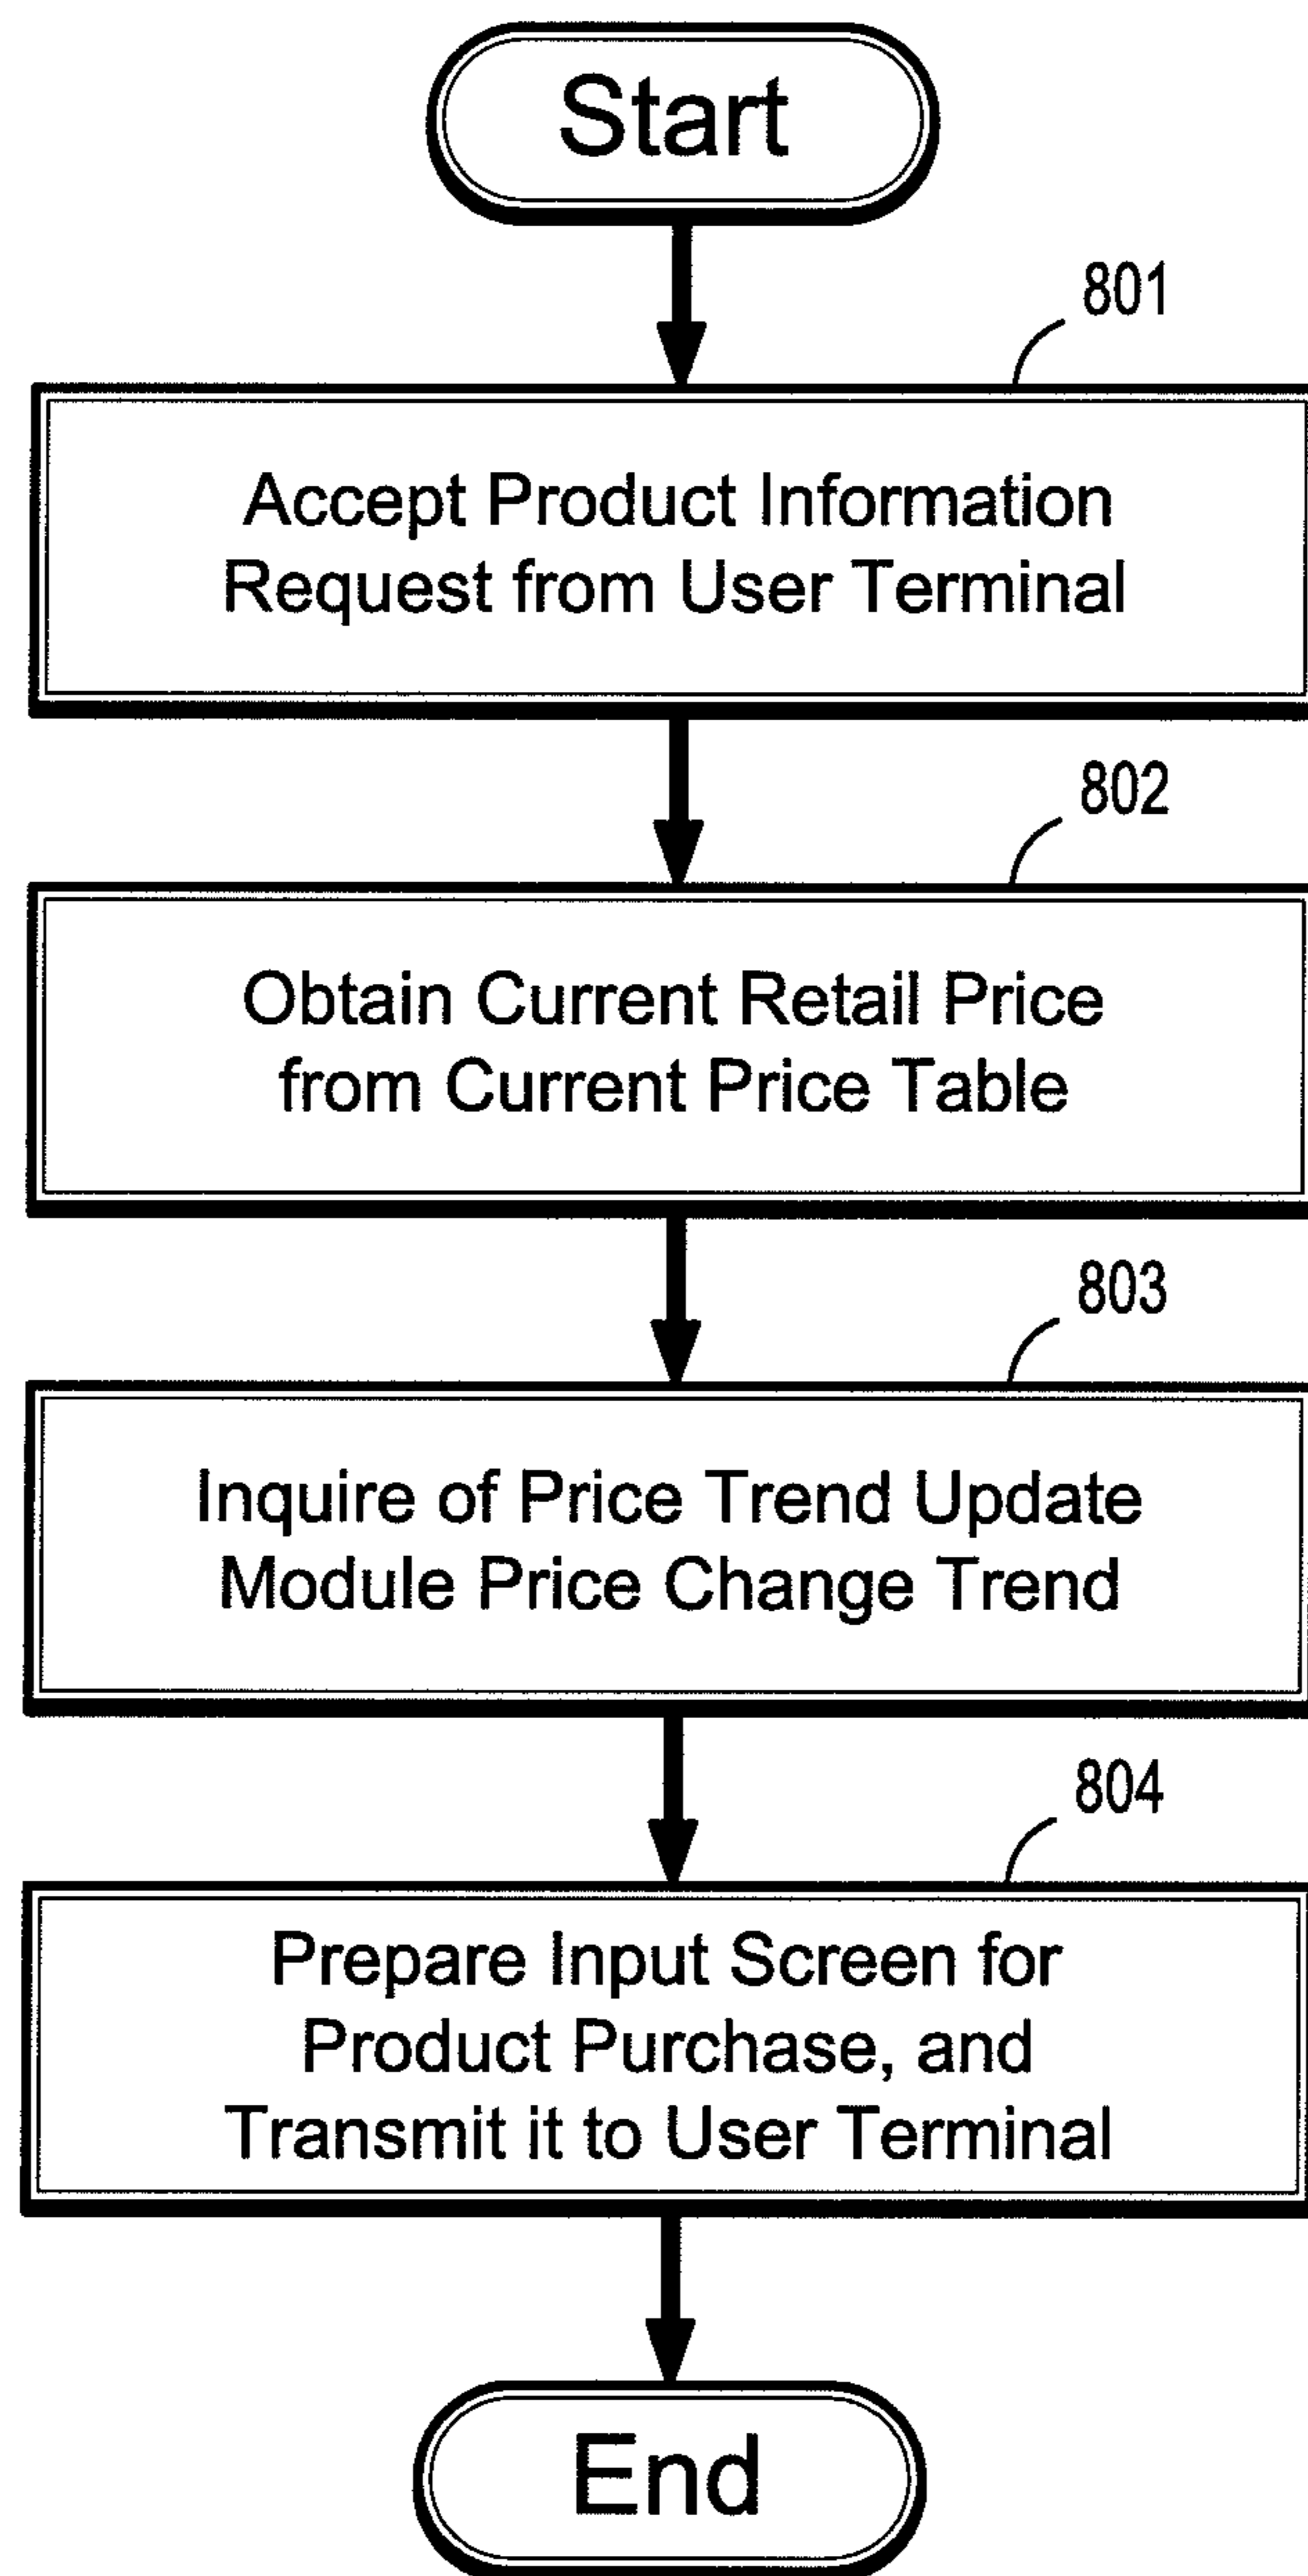 Start
801
Accept Product Information
Request from User Terminal
802
Obtain Current Retail Price
from Current Price Table
803
Inquire of Price Trend Update
Module Price Change Trend
804
Prepare Input Screen for
Product Purchase, and
Transmit it to User Terminal
End